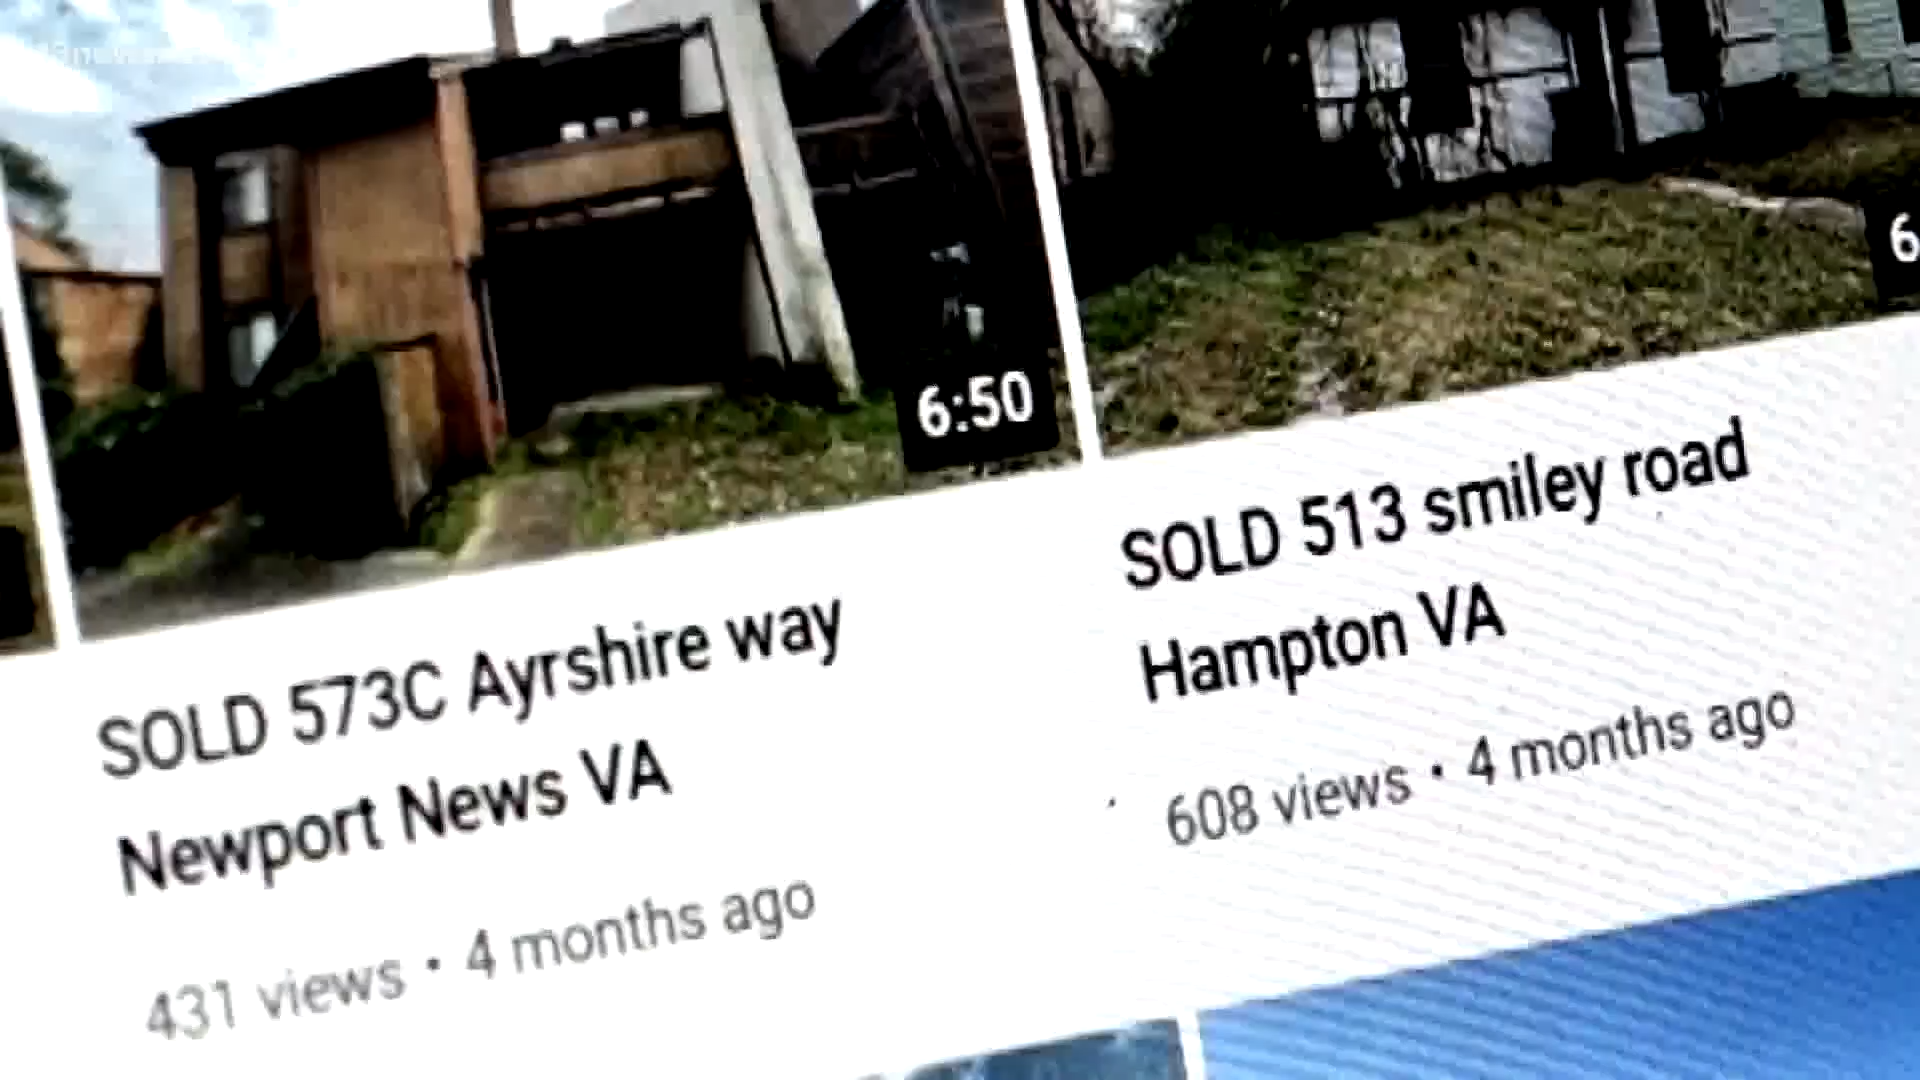 6:50
SOLD 573C Ayrshire way
Newport News VA
431 views • 4 months ago
6
SOLD 513 smiley road
Hampton VA
608 views • 4 months ago